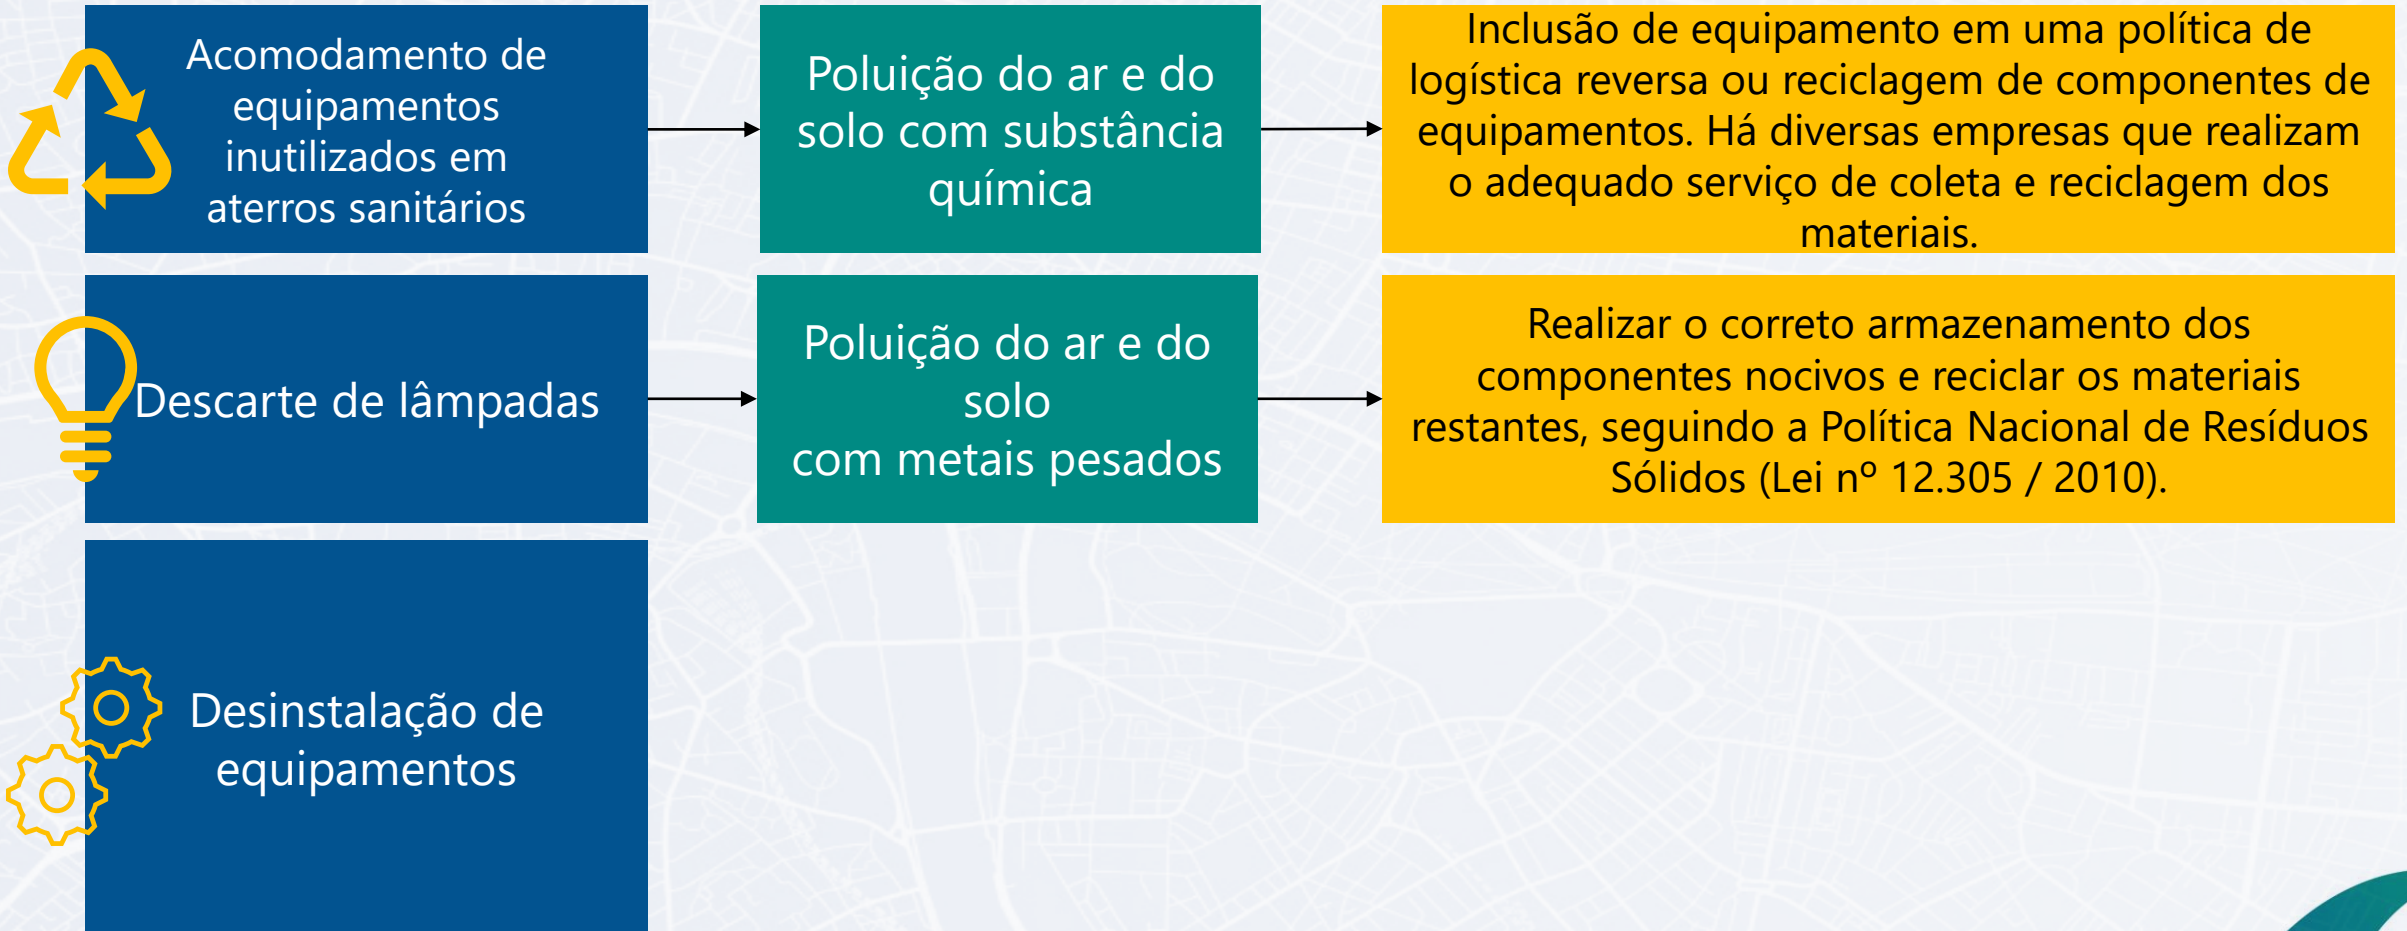 Acomodamento de
equipamentos
inutilizados em
aterros sanitários
Poluição do ar e do
solo com substância
química
Inclusão de equipamento em uma política de
logística reversa ou reciclagem de componentes de
equipamentos. Há diversas empresas que realizam
o adequado serviço de coleta e reciclagem dos
materiais.
Descarte de lâmpadas
Poluição do ar e do
solo
com metais pesados
Realizar o correto armazenamento dos
componentes nocivos e reciclar os materiais
restantes, seguindo a Política Nacional de Resíduos
Sólidos (Lei nº 12.305 / 2010).
Desinstalação de
equipamentos